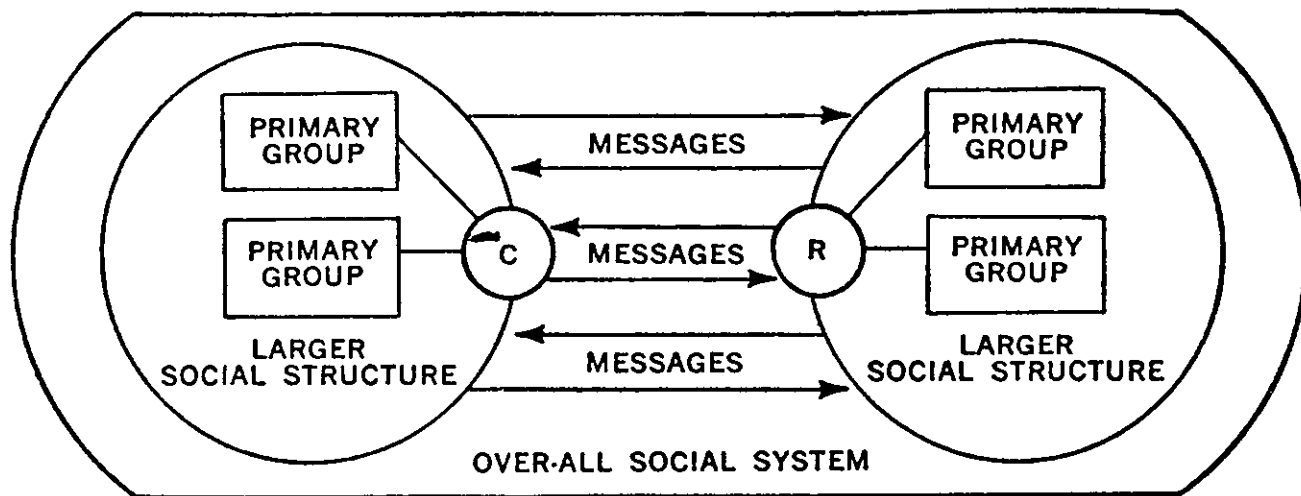 PRIMARY
GROUP
PRIMARY
GROUP
LARGER
SOCIAL STRUCTURE
C
MESSAGES
MESSAGES
MESSAGES
R
PRIMARY
GROUP
PRIMARY
GROUP
LARGER
SOCIAL STRUCTURE
OVER-ALL SOCIAL SYSTEM